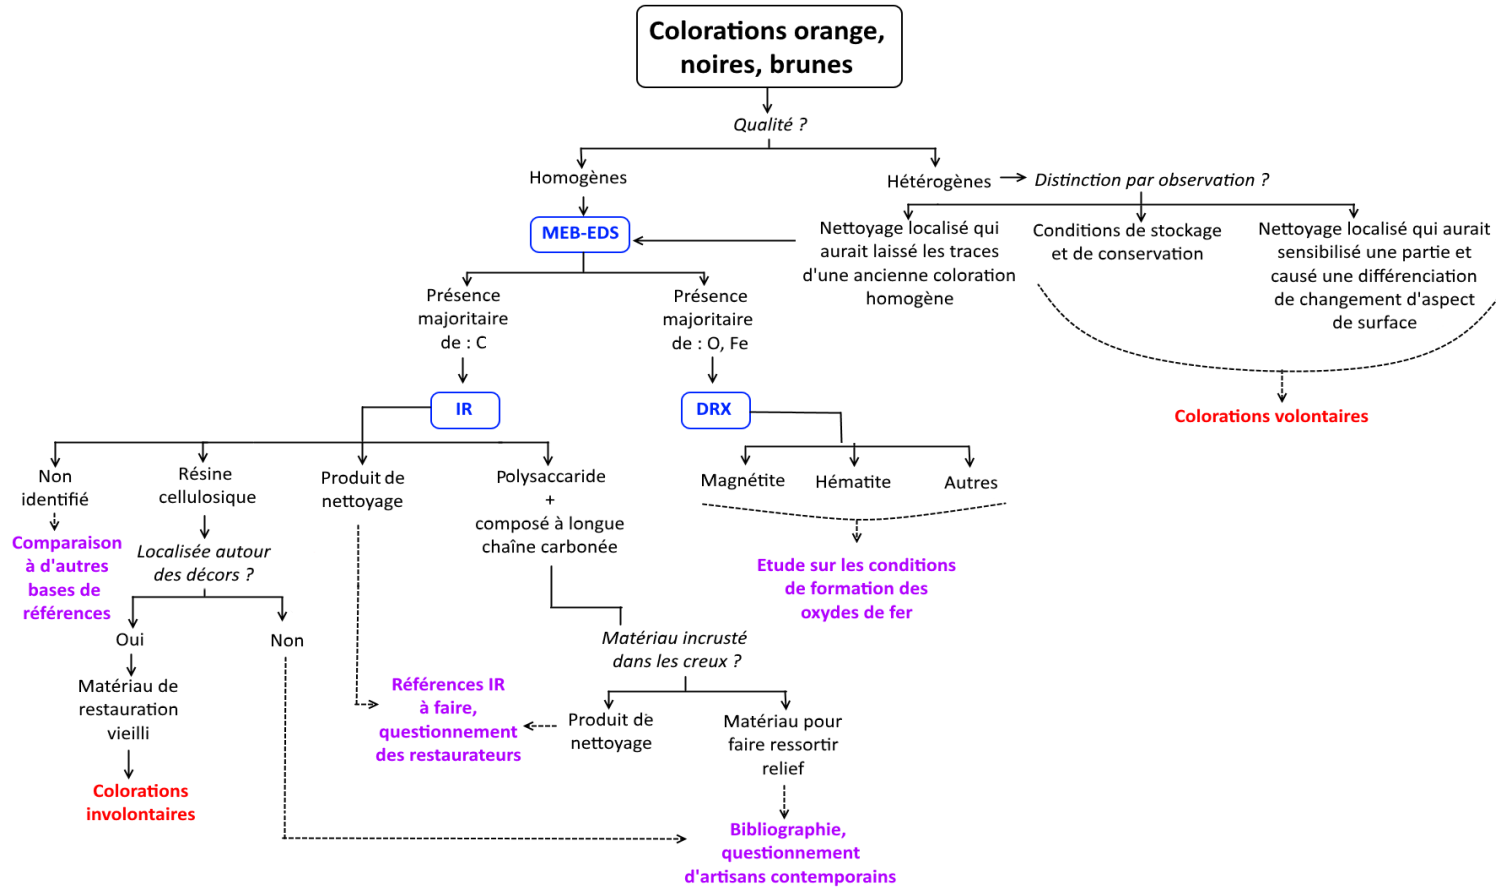 Colorations orange,
noires, brunes
Qualité ?
Homogènes
Hétérogènes
Distinction par observation ?
MEB-EDS
Nettoyage localisé qui
aurait laissé les traces
d'une ancienne coloration
homogène
Conditions de stockage
et de conservation
Nettoyage localisé qui aurait
sensibilisé une partie et
causé une différenciation
de changement d'aspect
de surface
Présence
majoritaire
de : C
Présence
majoritaire
de : O, Fe
IR
DRX
Colorations volontaires
Non
identifié
Résine
cellulosique
Produit de
nettoyage
Polysaccaride
+
composé à longue
chaîne carbonée
Magnétite
Hématite
Autres
Comparaison
à d'autres
bases de
références
Localisée autour
des décors ?
Etude sur les conditions
de formation des
oxydes de fer
Oui
Non
Matériau incrusté
dans les creux ?
Matériau de
restauration
vieilli
Références IR
à faire,
questionnement
des restaurateurs
Produit de
nettoyage
Matériau pour
faire ressortir
relief
Colorations
involontaires
Bibliographie,
questionnement
d'artisans contemporains